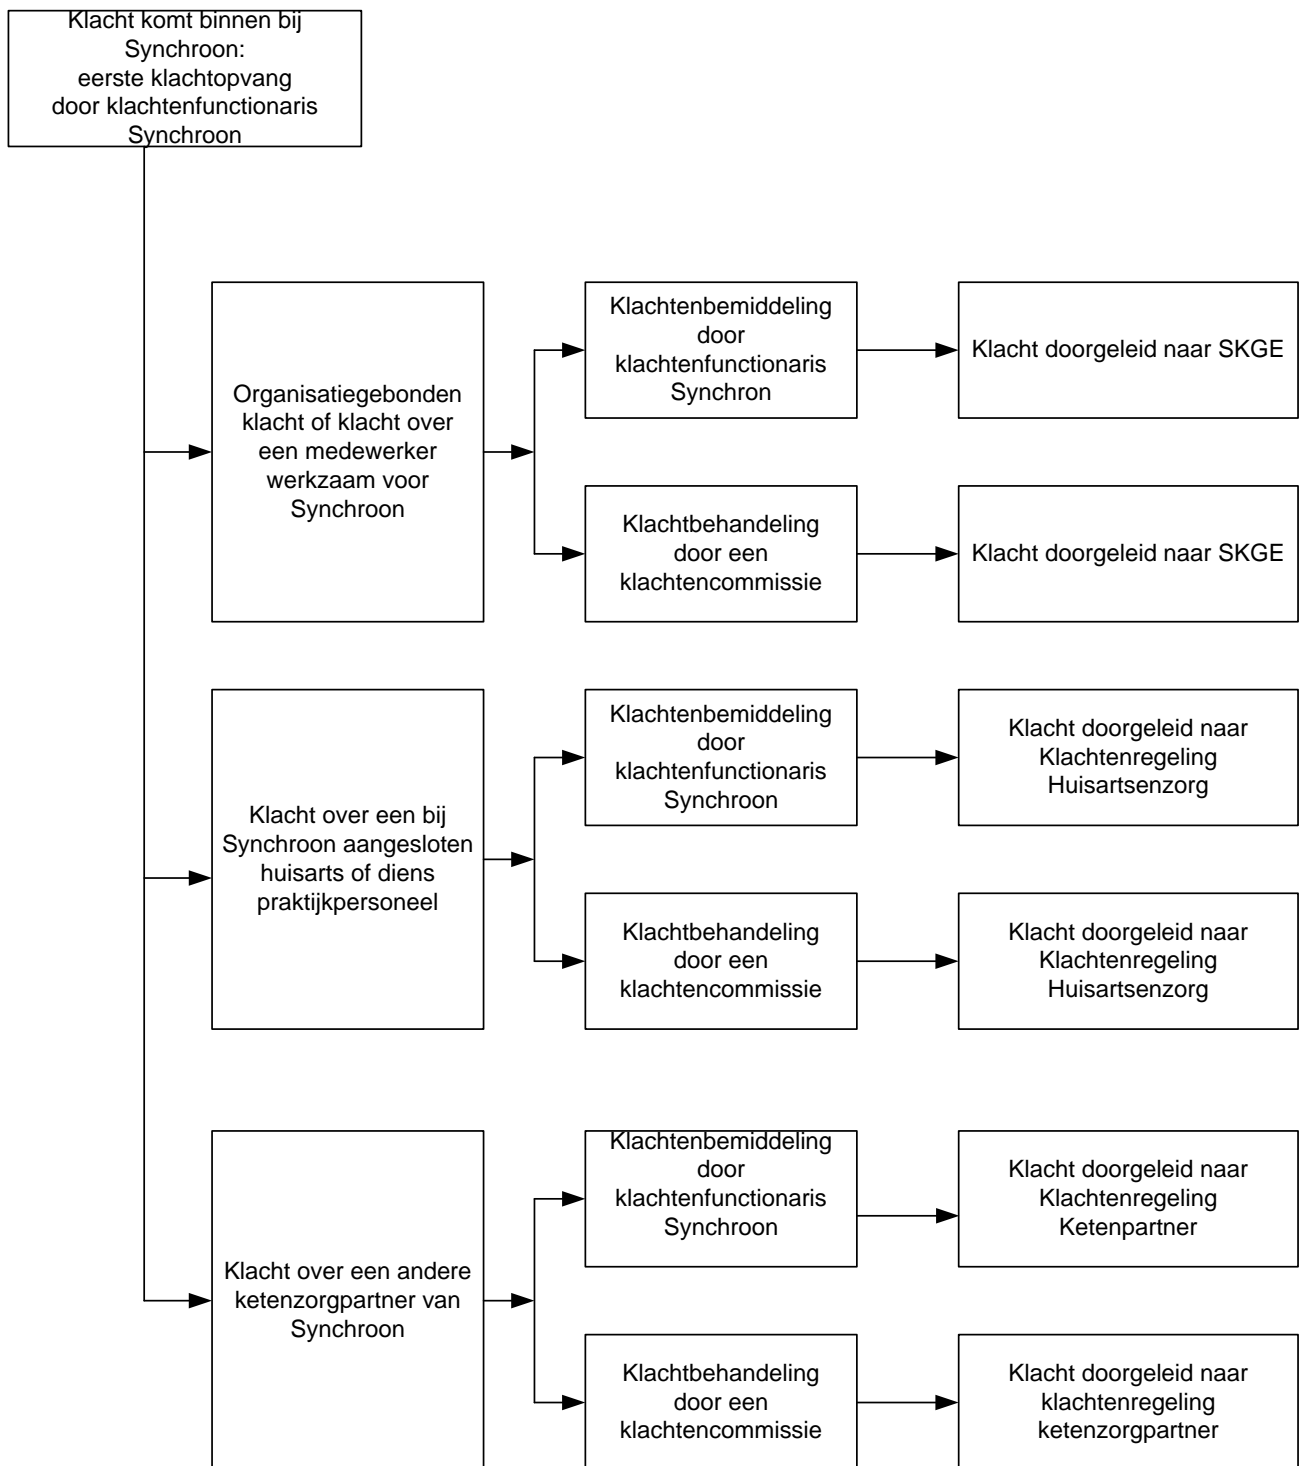 Klacht komt binnen bij
Synchroon:
eerste klachtopvang
door klachtenfunctionaris
Synchroon
Organisatiegebonden
klacht of klacht over
een medewerker
werkzaam voor
Synchroon
Klachtenbemiddeling
door
klachtenfunctionaris
Synchron
Klacht doorgeleid naar SKGE
Klachtbehandeling
door een
klachtencommissie
Klacht doorgeleid naar SKGE
Klacht over een bij
Synchroon aangesloten
huisarts of diens
praktijkpersoneel
Klachtenbemiddeling
door
klachtenfunctionaris
Synchroon
Klacht doorgeleid naar
Klachtenregeling
Huisartsenzorg
Klachtbehandeling
door een
klachtencommissie
Klacht doorgeleid naar
Klachtenregeling
Huisartsenzorg
Klacht over een andere
ketenzorgpartner van
Synchroon
Klachtenbemiddeling
door
klachtenfunctionaris
Synchroon
Klacht doorgeleid naar
Klachtenregeling
Ketenpartner
Klachtbehandeling
door een
klachtencommissie
Klacht doorgeleid naar
klachtenregeling
ketenzorgpartner